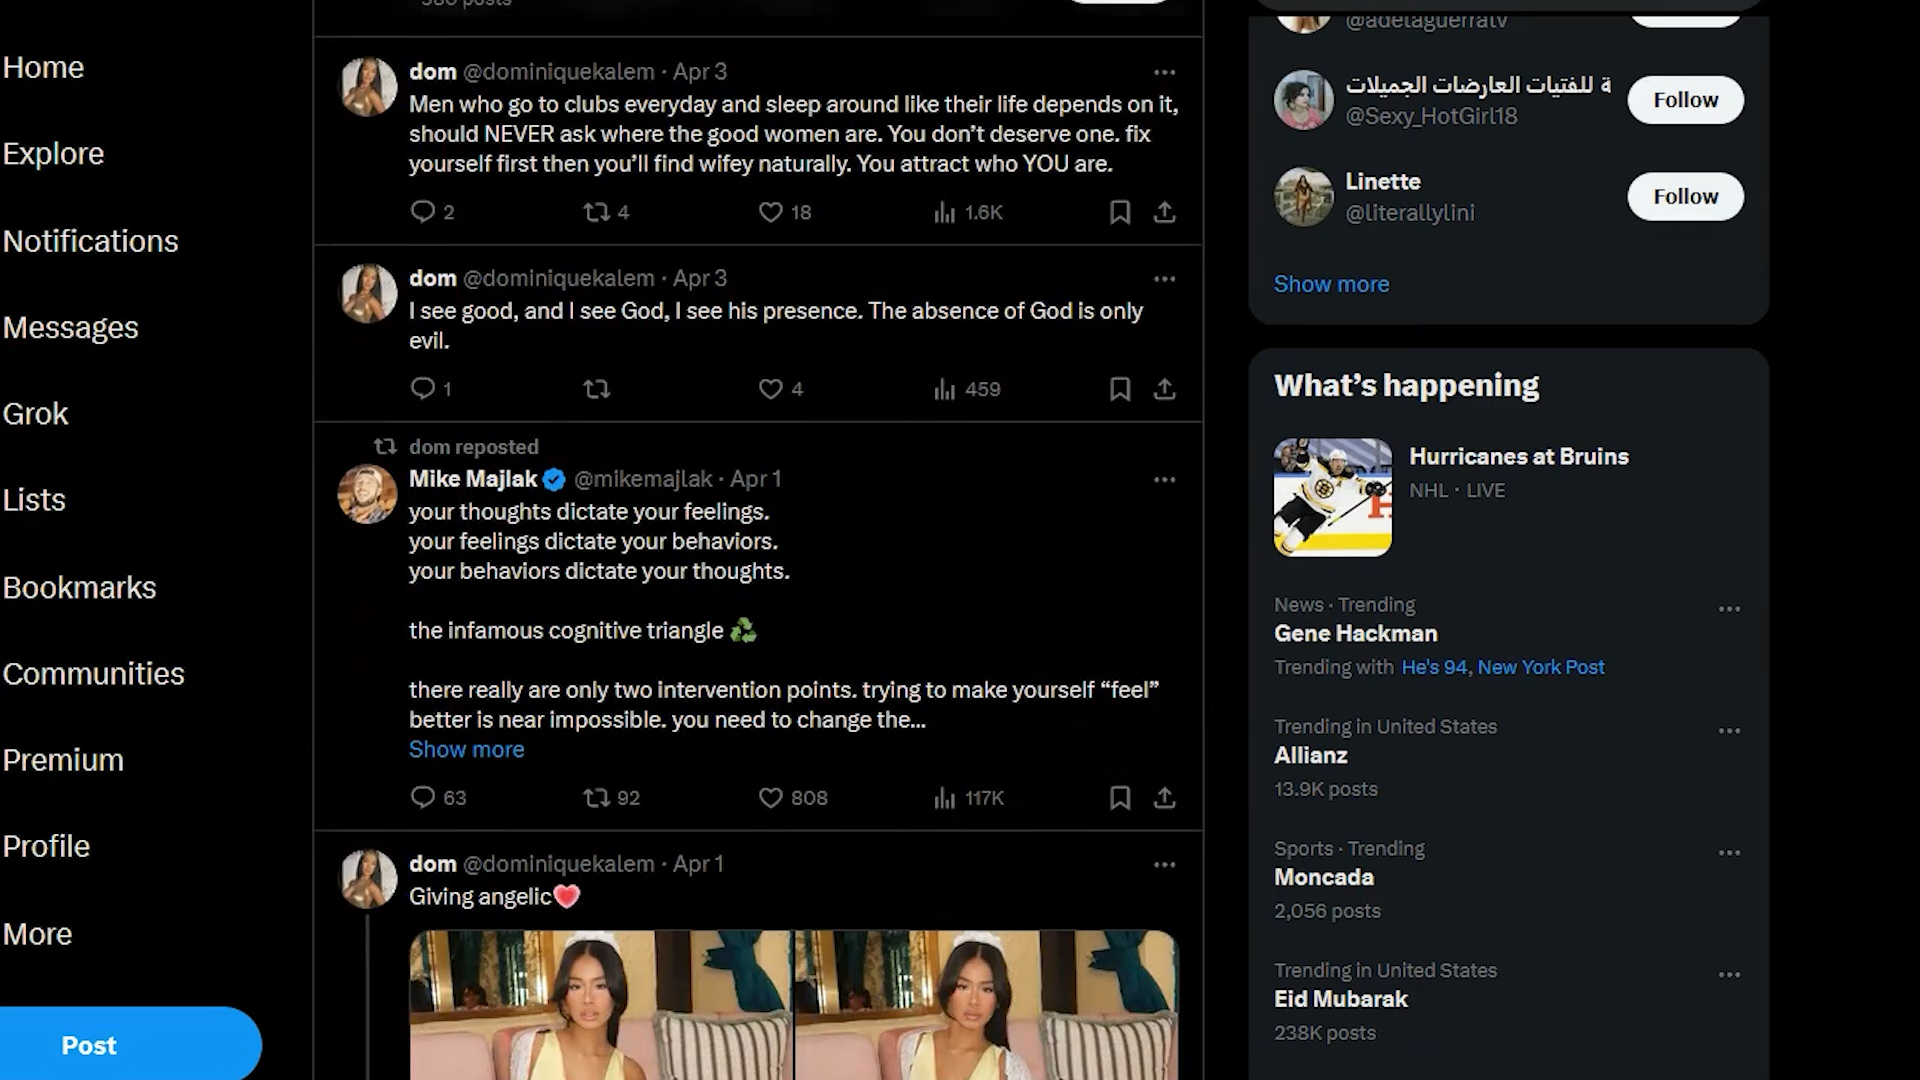 Home
Explore
Notifications
Messages
Grok
Lists
Bookmarks
Communities
Premium
Profile
More
Post
380 posts
dom @dominiquekalem · Apr 3
Men who go to clubs everyday and sleep around like their life depends on it,
should NEVER ask where the good women are. You don’t deserve one. fix
yourself first then you’ll find wifey naturally. You attract who YOU are.
2 4 18 1.6K
dom @dominiquekalem · Apr 3
I see good, and I see God, I see his presence. The absence of God is only
evil.
1 4 459
dom reposted
Mike Majlak @mikemajlak · Apr 1
your thoughts dictate your feelings.
your feelings dictate your behaviors.
your behaviors dictate your thoughts.
the infamous cognitive triangle
there really are only two intervention points. trying to make yourself “feel”
better is near impossible. you need to change the...
Show more
63 92 808 117K
dom @dominiquekalem · Apr 1
Giving angelic
@adelaguerratv
ة للفتيات العارضات الجميلات
@Sexy_HotGirl18
Follow
Linette
@literallylini
Follow
Show more
What’s happening
Hurricanes at Bruins
NHL · LIVE
News · Trending
Gene Hackman
Trending with He's 94, New York Post
Trending in United States
Allianz
13.9K posts
Sports · Trending
Moncada
2,056 posts
Trending in United States
Eid Mubarak
238K posts